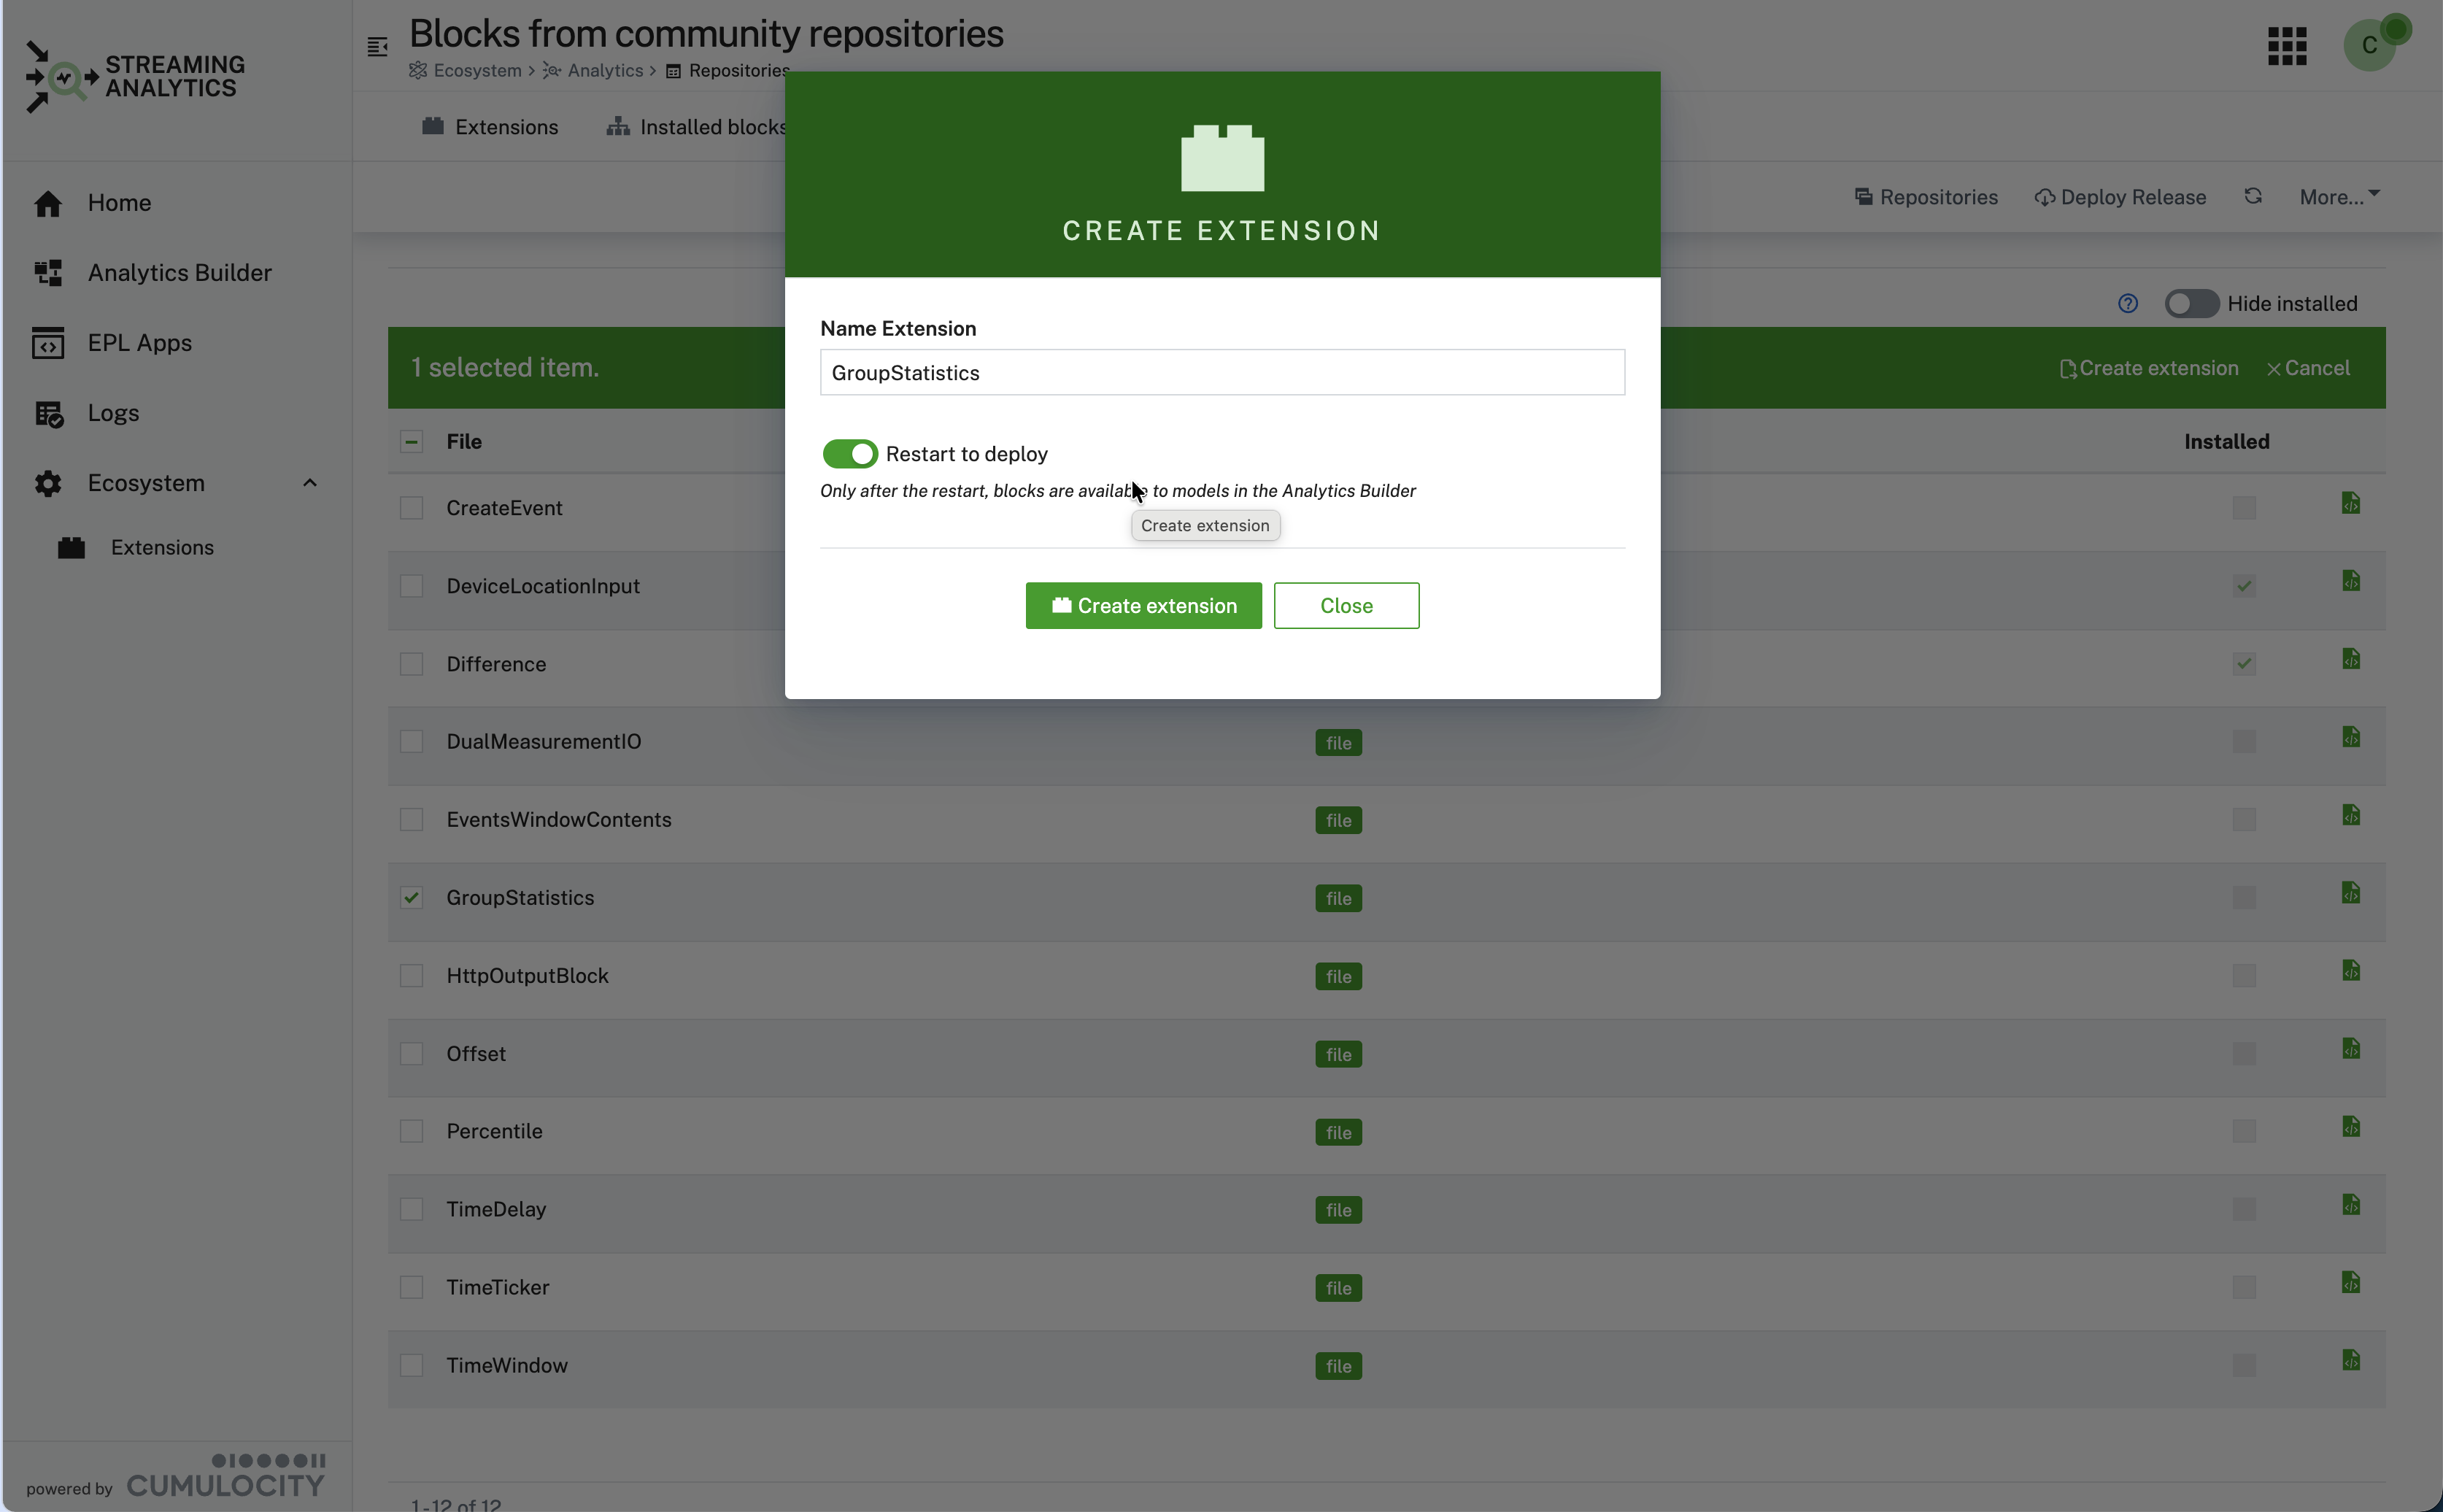 STREAMING
ANALYTICS
Blocks from community repositories
Ecosystem > Analytics > Repositories
C
Extensions
Installed blocks
Repositories
Deploy Release
More...
Home
Analytics Builder
EPL Apps
Logs
Ecosystem
Extensions
CREATE EXTENSION
Name Extension
GroupStatistics
Restart to deploy
Only after the restart, blocks are available to models in the Analytics Builder
Create extension
Create extension
Close
Hide installed
1 selected item.
Create extension
Cancel
File
Installed
CreateEvent
DeviceLocationInput
Difference
DualMeasurementIO file
EventsWindowContents file
GroupStatistics file
HttpOutputBlock file
Offset file
Percentile file
TimeDelay file
TimeTicker file
TimeWindow file
1-12 of 12
powered by CUMULOCITY